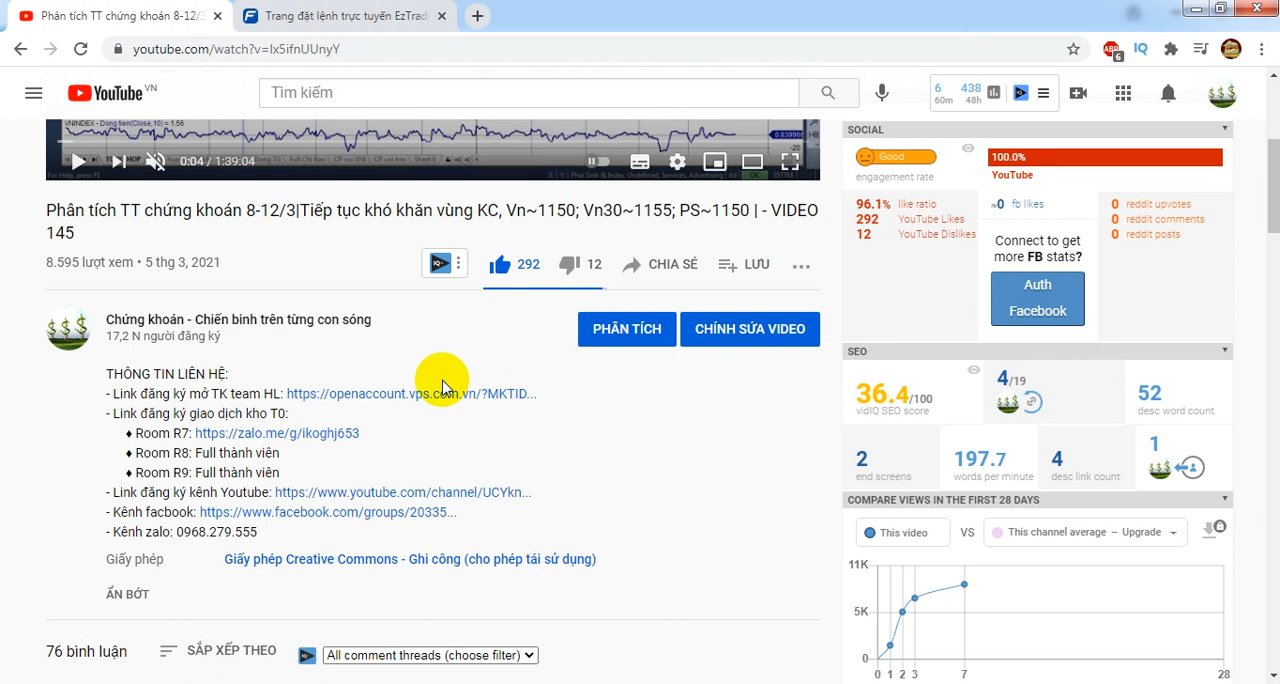 Phân tích TT chứng khoán 8-12/3
Trang đặt lệnh trực tuyến EzTrad
youtube.com/watch?v=Ix5ifnUUnyY
ABP
6
IQ
YouTube VN
Tìm kiếm
6
60m
438
48h
VNINDEX - Dong tien(Close,10) = 1.56
0:04 / 1:39:04
Phân tích TT chứng khoán 8-12/3|Tiếp tục khó khăn vùng KC, Vn~1150; Vn30~1155; PS~1150 | - VIDEO
145
8.595 lượt xem • 5 thg 3, 2021
292
12
CHIA SẺ
LƯU
Chứng khoán - Chiến binh trên từng con sóng
17,2 N người đăng ký
PHÂN TÍCH
CHỈNH SỬA VIDEO
THÔNG TIN LIÊN HỆ:
- Link đăng ký mở TK team HL: https://openaccount.vps.com.vn/?MKTID...
- Link đăng ký giao dịch kho T0:
♦ Room R7: https://zalo.me/g/ikoghj653
♦ Room R8: Full thành viên
♦ Room R9: Full thành viên
- Link đăng ký kênh Youtube: https://www.youtube.com/channel/UCYkn...
- Kênh facbook: https://www.facebook.com/groups/20335...
- Kênh zalo: 0968.279.555
Giấy phép
Giấy phép Creative Commons - Ghi công (cho phép tái sử dụng)
ẨN BỚT
76 bình luận
SẮP XẾP THEO
All comment threads (choose filter)
SOCIAL
Good
engagement rate
100.0%
YouTube
96.1% like ratio
292 YouTube Likes
12 YouTube Dislikes
≈0 fb likes
Connect to get
more FB stats?
Auth
Facebook
0 reddit upvotes
0 reddit comments
0 reddit posts
SEO
36.4/100
vidIQ SEO score
4/19
52
desc word count
2
end screens
197.7
words per minute
4
desc link count
1
COMPARE VIEWS IN THE FIRST 28 DAYS
This video
VS
This channel average – Upgrade
11K
5K
0
0 1 2 3 7 28